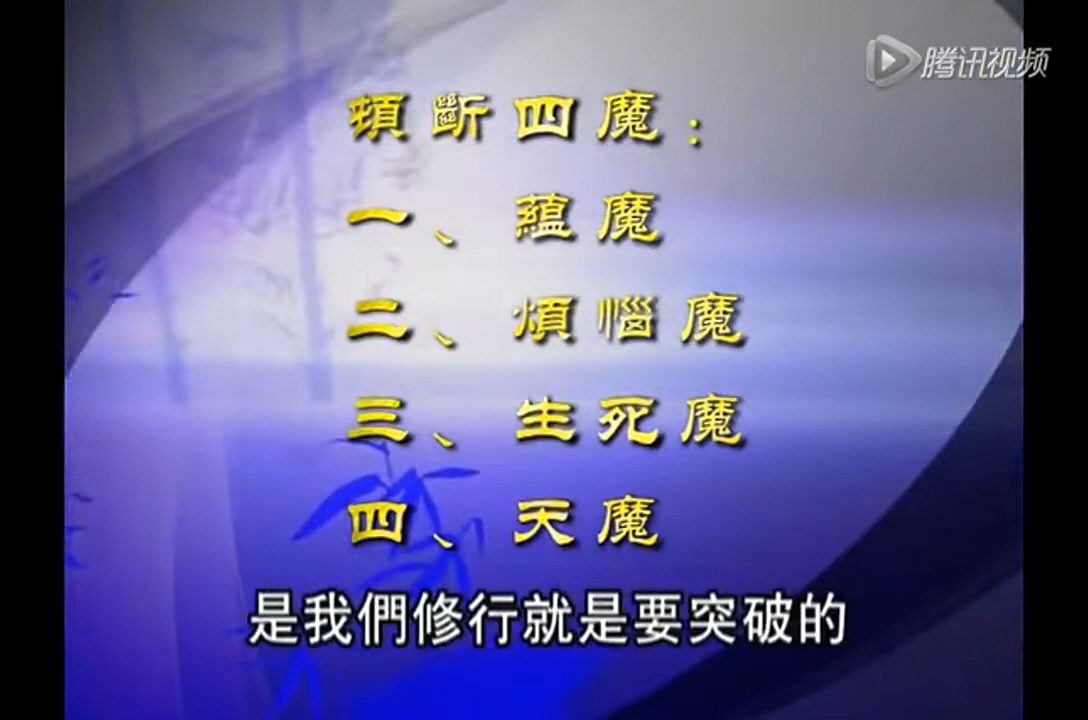 腾讯视频
頓斷四魔：
一、蘊魔
二、煩惱魔
三、生死魔
四、天魔
是我們修行就是要突破的